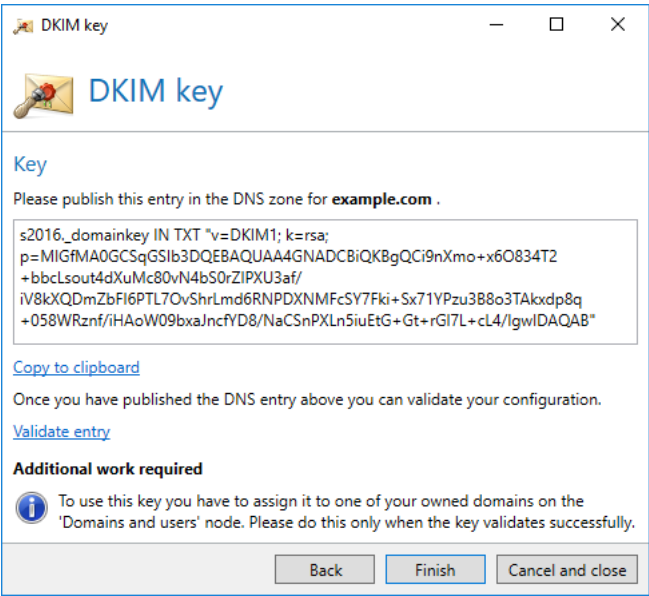 DKIM key
DKIM key
Key
Please publish this entry in the DNS zone for example.com .
s2016._domainkey IN TXT "v=DKIM1; k=rsa;
p=MIGfMA0GCSqGSIb3DQEBAQUAA4GNADCBiQKBgQCi9nXmo+x6O834T2
+bbcLsout4dXuMc80vN4bS0rZIPXU3af/
iV8kXQDmZbFI6PTL7OvShrLmd6RNPDXNMFcSY7Fki+Sx71YPzu3B8o3TAkxdp8q
+058WRznf/iHAoW09bxaJncfYD8/NaCSnPXLn5iuEtG+Gt+rGI7L+cL4/IgwIDAQAB"
Copy to clipboard
Once you have published the DNS entry above you can validate your configuration.
Validate entry
Additional work required
To use this key you have to assign it to one of your owned domains on the
'Domains and users' node. Please do this only when the key validates successfully.
Back
Finish
Cancel and close